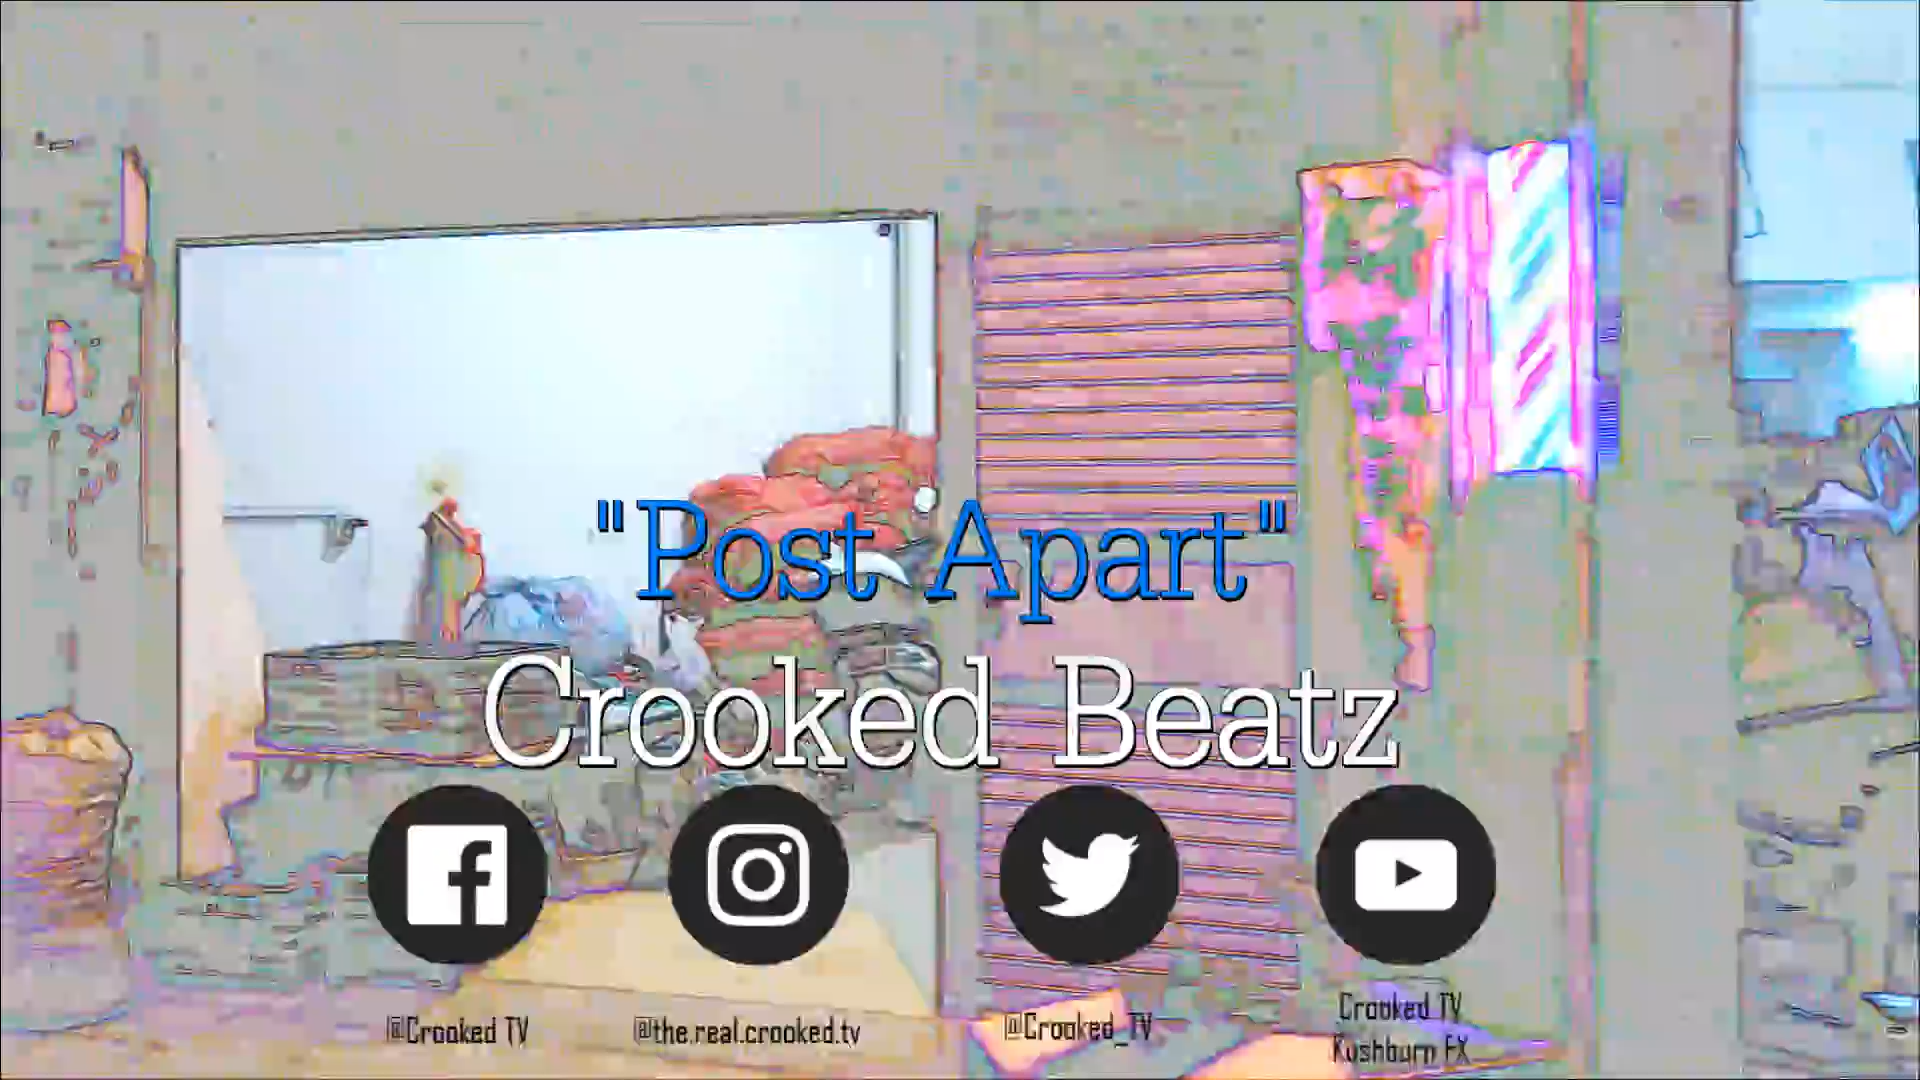 "Post Apart"
Crooked Beatz
@Crooked TV
@the.real.crooked.tv
@Crooked_TV
Crooked TV
Kushburn FX